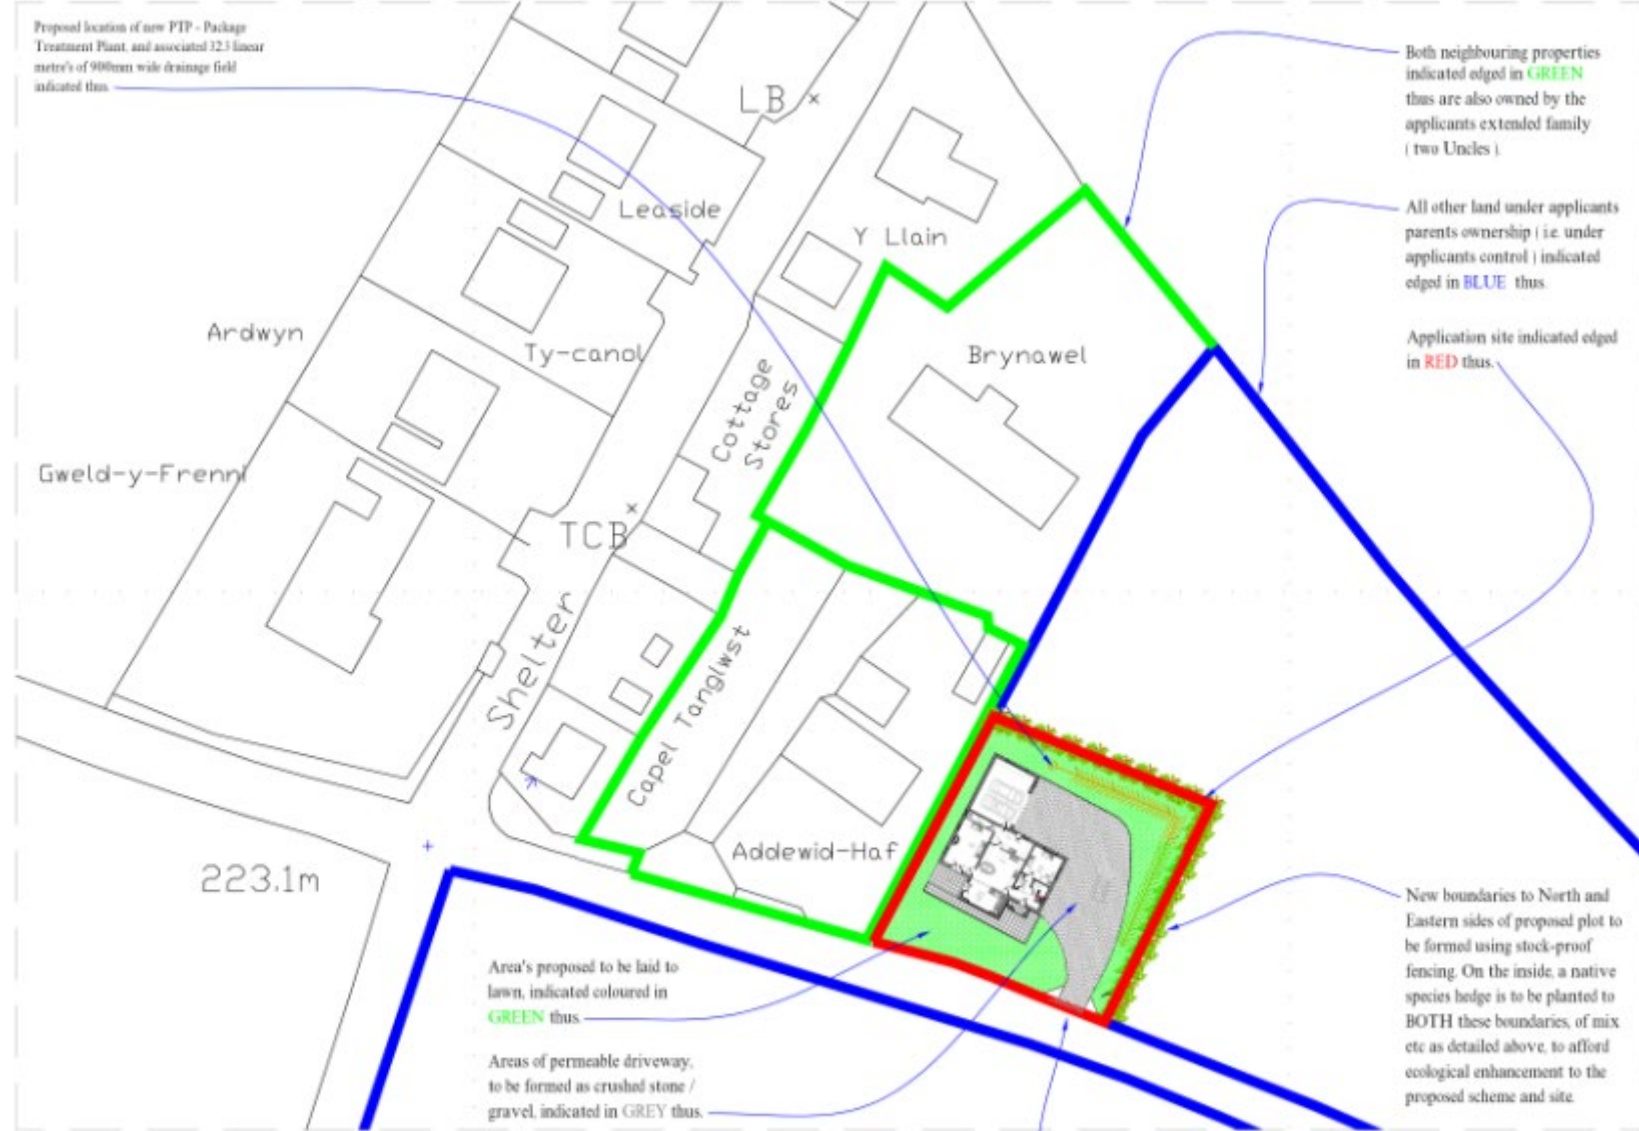 Proposed location of new PTP - Package
Treatment Plant, and associated 32.3 linear
metre's of 900mm wide drainage field
indicated thus.
Both neighbouring properties
indicated edged in GREEN
thus are also owned by the
applicants extended family
( two Uncles ).
All other land under applicants
parents ownership ( i.e. under
applicants control ) indicated
edged in BLUE thus.
Application site indicated edged
in RED thus.
LB
Leaside
Y Llain
Ardwyn
Ty-canol
Brynawel
Cottage
Stores
Gweld-y-Frenni
TCB
Shelter
Capel Tanglwst
Addewid-Haf
223.1m
Area's proposed to be laid to
lawn, indicated coloured in
GREEN thus.
Areas of permeable driveway,
to be formed as crushed stone /
gravel, indicated in GREY thus.
New boundaries to North and
Eastern sides of proposed plot to
be formed using stock-proof
fencing. On the inside, a native
species hedge is to be planted to
BOTH these boundaries, of mix
etc as detailed above, to afford
ecological enhancement to the
proposed scheme and site.